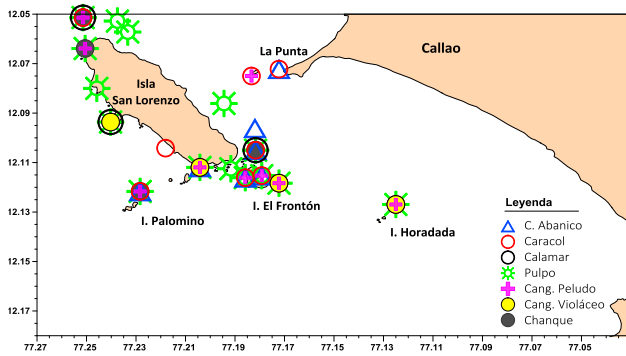 12.05
12.07
12.09
12.11
12.13
12.15
12.17
La Punta
Callao
Isla
San Lorenzo
I. Palomino
I. El Frontón
I. Horadada
Leyenda
C. Abanico
Caracol
Calamar
Pulpo
Cang. Peludo
Cang. Violáceo
Chanque
77.27 77.25 77.23 77.21 77.19 77.17 77.15 77.13 77.11 77.09 77.07 77.05